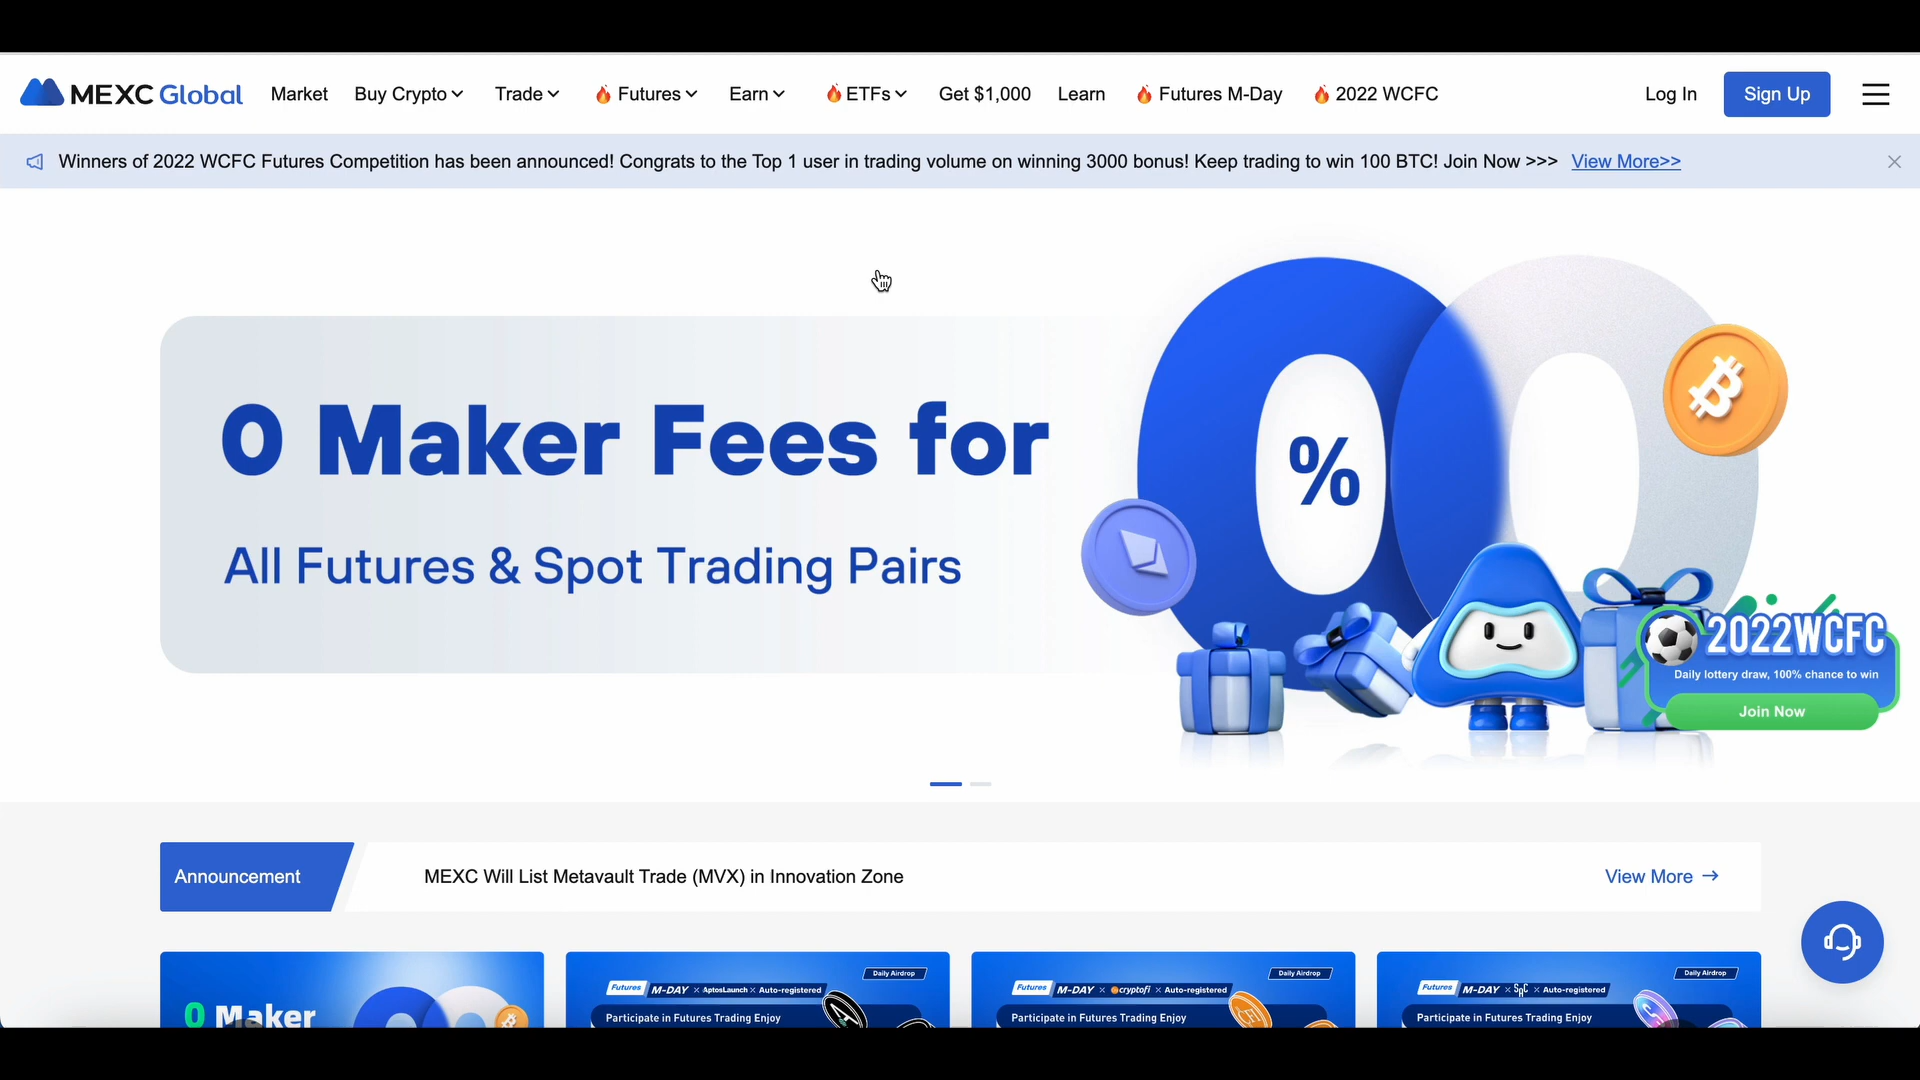 MEXC Global Market Buy Crypto Trade Futures Earn ETFs Get $1,000 Learn Futures M-Day 2022 WCFC Log In Sign Up
Winners of 2022 WCFC Futures Competition has been announced! Congrats to the Top 1 user in trading volume on winning 3000 bonus! Keep trading to win 100 BTC! Join Now >>> View More>>
0 Maker Fees for
All Futures & Spot Trading Pairs
%
2022WCFC
Daily lottery draw, 100% chance to win
Join Now
Announcement MEXC Will List Metavault Trade (MVX) in Innovation Zone View More →
0 Maker
Daily Airdrop
Futures M-DAY × AptosLaunch × Auto-registered
Participate in Futures Trading Enjoy
Daily Airdrop
Futures M-DAY × cryptofi × Auto-registered
Participate in Futures Trading Enjoy
Daily Airdrop
Futures M-DAY × × Auto-registered
Participate in Futures Trading Enjoy